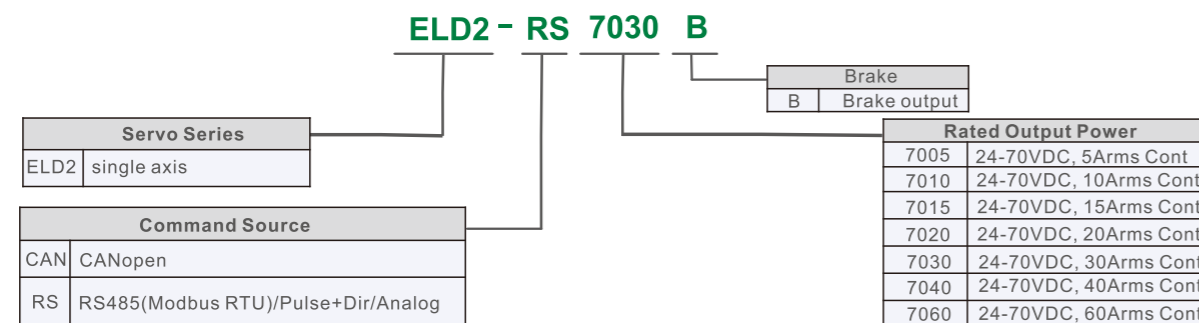 ELD2 - RS 7030 B
Brake
B Brake output
Servo Series
ELD2 single axis
Command Source
CAN CANopen
RS RS485(Modbus RTU)/Pulse+Dir/Analog
Rated Output Power
7005 24-70VDC, 5Arms Cont
7010 24-70VDC, 10Arms Cont
7015 24-70VDC, 15Arms Cont
7020 24-70VDC, 20Arms Cont
7030 24-70VDC, 30Arms Cont
7040 24-70VDC, 40Arms Cont
7060 24-70VDC, 60Arms Cont